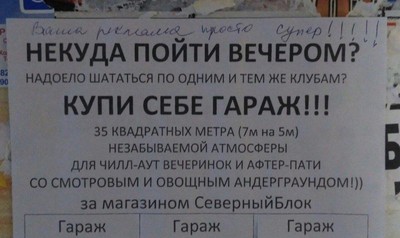 Ваша реклама просто супер!!!!!
НЕКУДА ПОЙТИ ВЕЧЕРОМ?
НАДОЕЛО ШАТАТЬСЯ ПО ОДНИМ И ТЕМ ЖЕ КЛУБАМ?
КУПИ СЕБЕ ГАРАЖ!!!
35 КВАДРАТНЫХ МЕТРА (7м на 5м)
НЕЗАБЫВАЕМОЙ АТМОСФЕРЫ
ДЛЯ ЧИЛЛ-АУТ ВЕЧЕРИНОК И АФТЕР-ПАТИ
СО СМОТРОВЫМ И ОВОЩНЫМ АНДЕРГРАУНДОМ!))
за магазином СеверныйБлок
Гараж Гараж Гараж